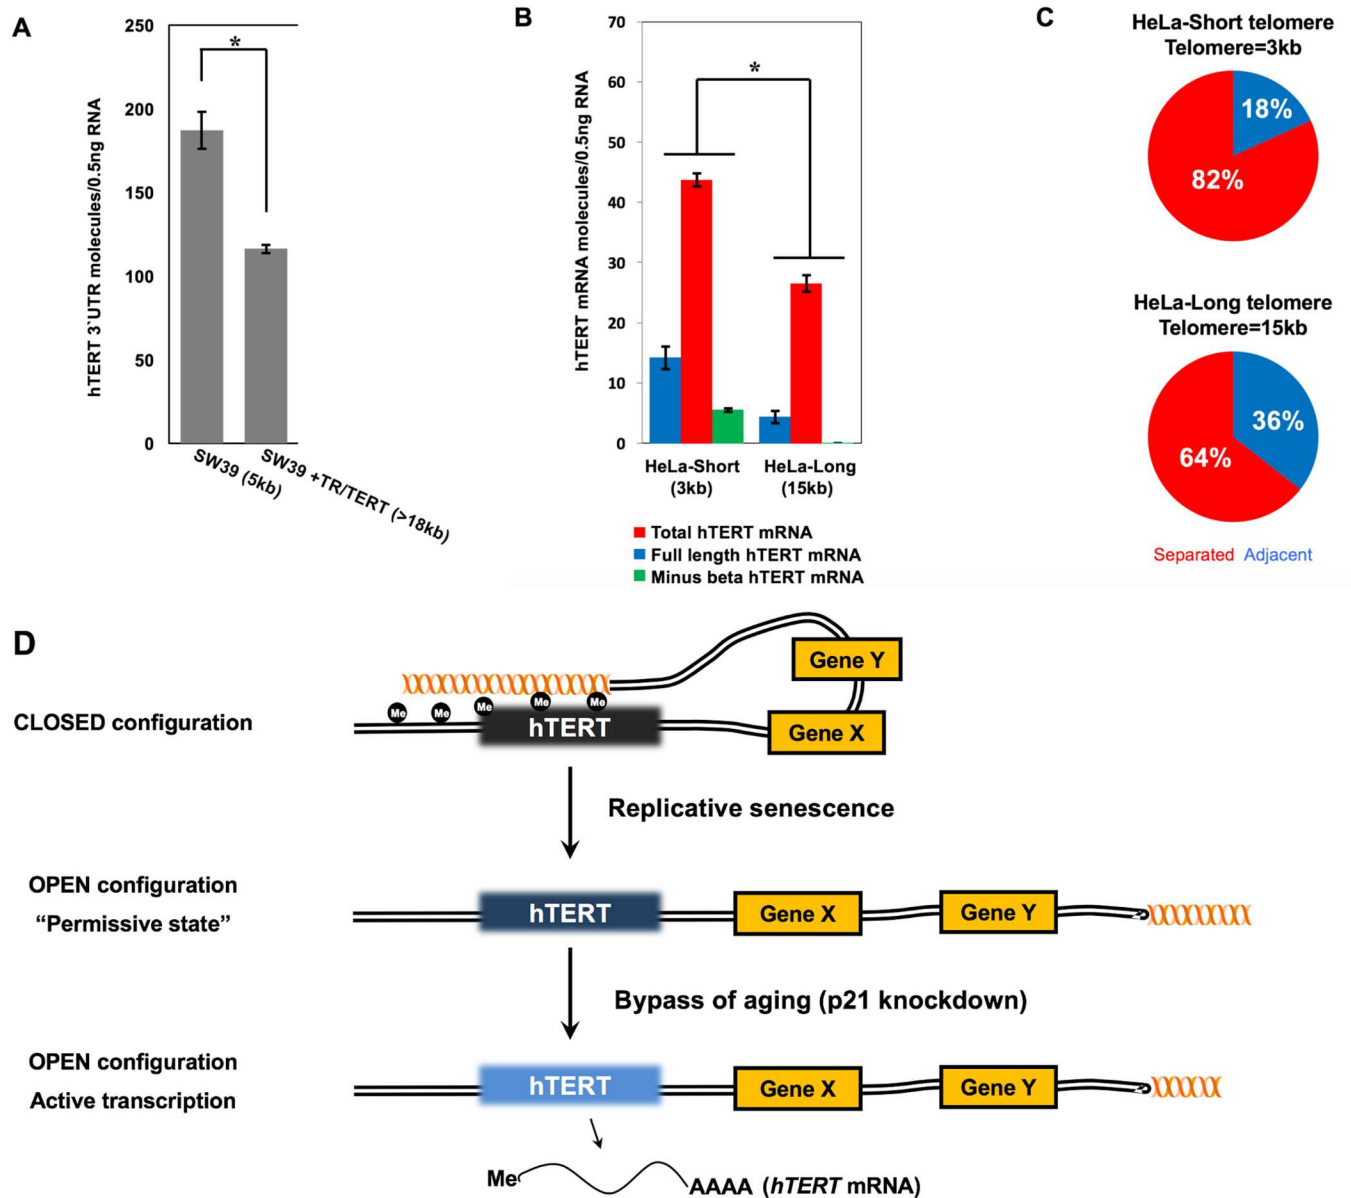 A
hTERT 3`UTR molecules/0.5ng RNA
250
200
150
100
50
0
*
SW39 (5kb)
SW39 +TR/TERT (>18kb)
B
hTERT mRNA molecules/0.5ng RNA
70
60
50
40
30
20
10
0
*
HeLa-Short
(3kb)
HeLa-Long
(15kb)
Total hTERT mRNA
Full length hTERT mRNA
Minus beta hTERT mRNA
C
HeLa-Short telomere
Telomere=3kb
18%
82%
HeLa-Long telomere
Telomere=15kb
36%
64%
Separated Adjacent
D
CLOSED configuration
Me Me Me Me Me
hTERT
Gene Y
Gene X
Replicative senescence
OPEN configuration
“Permissive state”
hTERT
Gene X
Gene Y
Bypass of aging (p21 knockdown)
OPEN configuration
Active transcription
hTERT
Gene X
Gene Y
Me AAAA (hTERT mRNA)